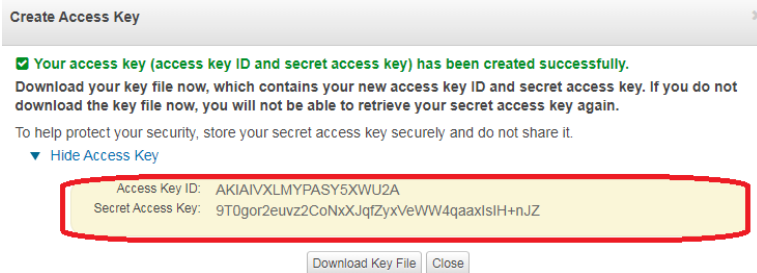 Create Access Key
Your access key (access key ID and secret access key) has been created successfully.
Download your key file now, which contains your new access key ID and secret access key. If you do not
download the key file now, you will not be able to retrieve your secret access key again.
To help protect your security, store your secret access key securely and do not share it.
Hide Access Key
Access Key ID: AKIAIVXLMYPASY5XWU2A
Secret Access Key: 9T0gor2euvz2CoNxXJqfZyxVeWW4qaaxIsIH+nJZ
Download Key File Close